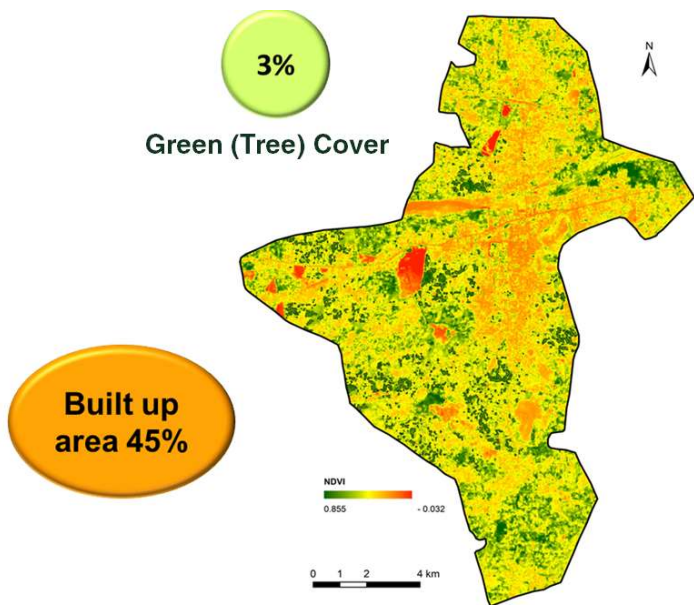 3%
Green (Tree) Cover
N
Built up
area 45%
NDVI
0.855 - 0.032
0 1 2 4 km